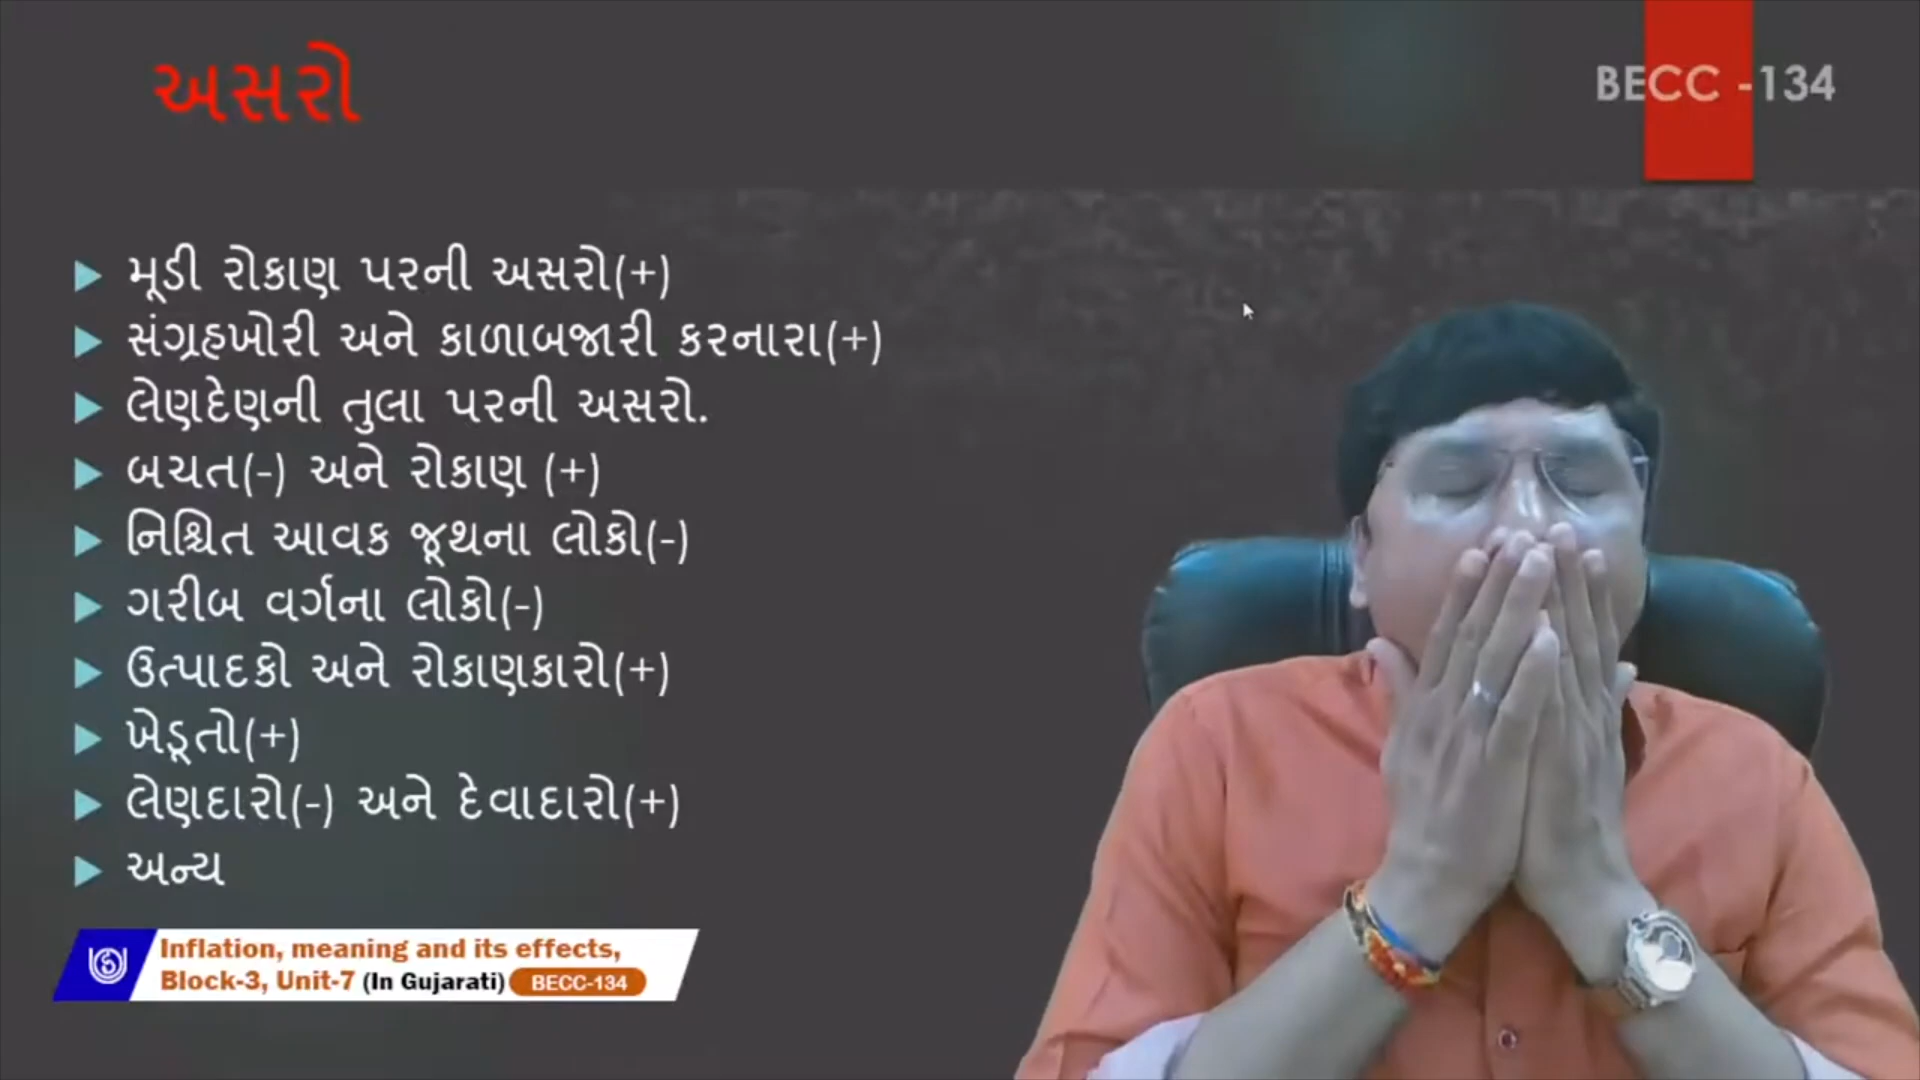 અસરો
BECC -134
મૂડી રોકાણ પરની અસરો(+)
સંગ્રહખોરી અને કાળાબજારી કરનારા(+)
લેણદેણની તુલા પરની અસરો.
બચત(-) અને રોકાણ (+)
નિશ્ચિત આવક જૂથના લોકો(-)
ગરીબ વર્ગના લોકો(-)
ઉત્પાદકો અને રોકાણકારો(+)
ખેડૂતો(+)
લેણદારો(-) અને દેવાદારો(+)
અન્ય
Inflation, meaning and its effects,
Block-3, Unit-7 (In Gujarati) BECC-134